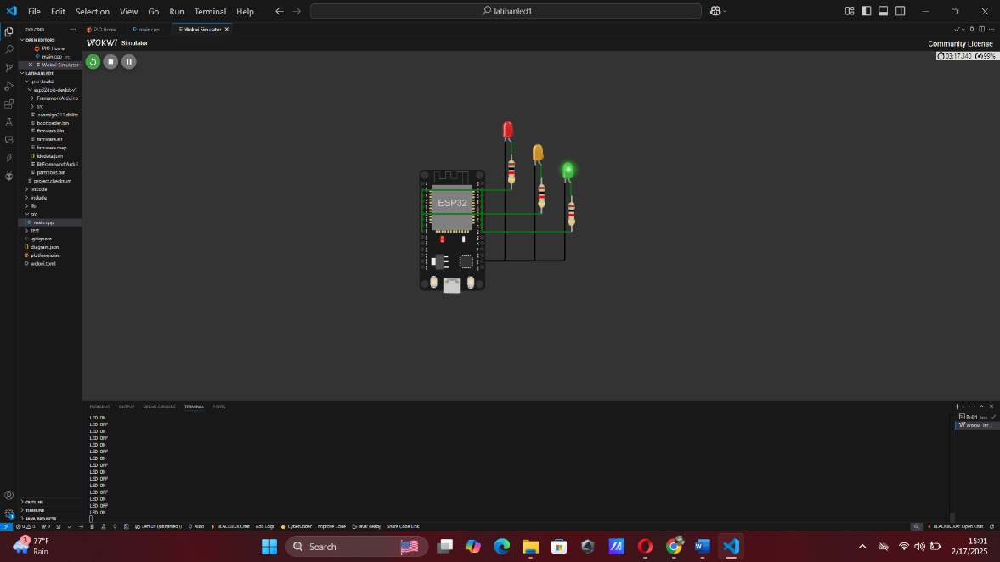 File Edit Selection View Go Run Terminal Help
latihanled1
EXPLORER
OPEN EDITORS
PIO Home
main.cpp src
Wokwi Simulator
LATIHANLED1
.pio\build
esp32doit-devkit-v1
FrameworkArduino
src
.sconsign311.dblite
bootloader.bin
firmware.bin
firmware.elf
firmware.map
idedata.json
libFrameworkArdui...
partitions.bin
project.checksum
.vscode
include
lib
src
main.cpp
test
.gitignore
diagram.json
platformio.ini
wokwi.toml
OUTLINE
TIMELINE
JAVA PROJECTS
PIO Home
main.cpp
Wokwi Simulator
WOKWI Simulator
Community License
03:17.340 99%
ESP32
PROBLEMS OUTPUT DEBUG CONSOLE TERMINAL PORTS
LED ON
LED OFF
LED ON
LED OFF
LED ON
LED OFF
LED ON
LED OFF
LED ON
LED OFF
LED ON
LED OFF
LED ON
LED OFF
LED ON
Build Task
Wokwi Ter...
0 0 0 Default (latihanled1) Auto BLACKBOX Chat Add Logs CyberCoder Improve Code Java: Ready Share Code Link
BLACKBOXAI: Open Chat
3
77°F
Rain
Search
15:01
2/17/2025